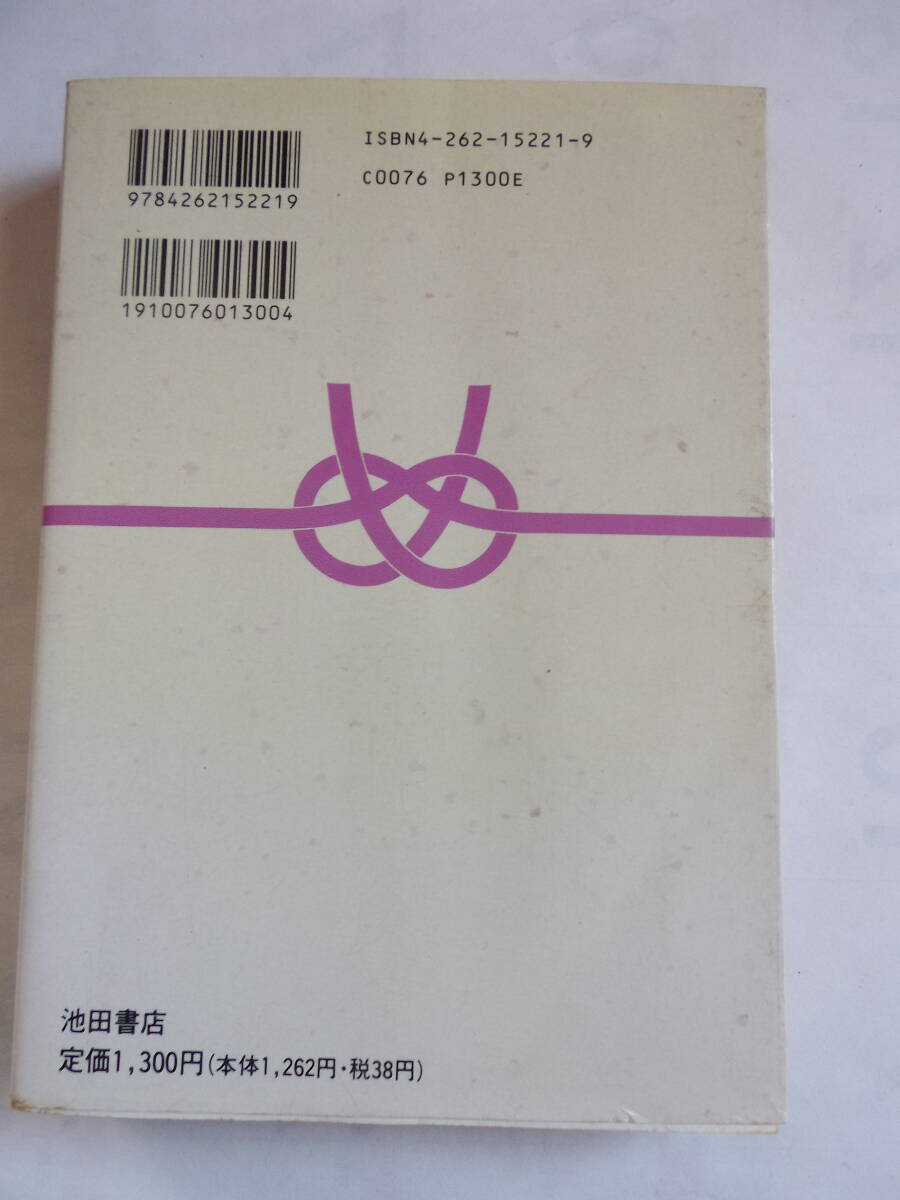 ISBN4-262-15221-9
C0076 P1300E
9784262152219
1910076013004
池田書店
定価1,300円(本体1,262円・税38円)